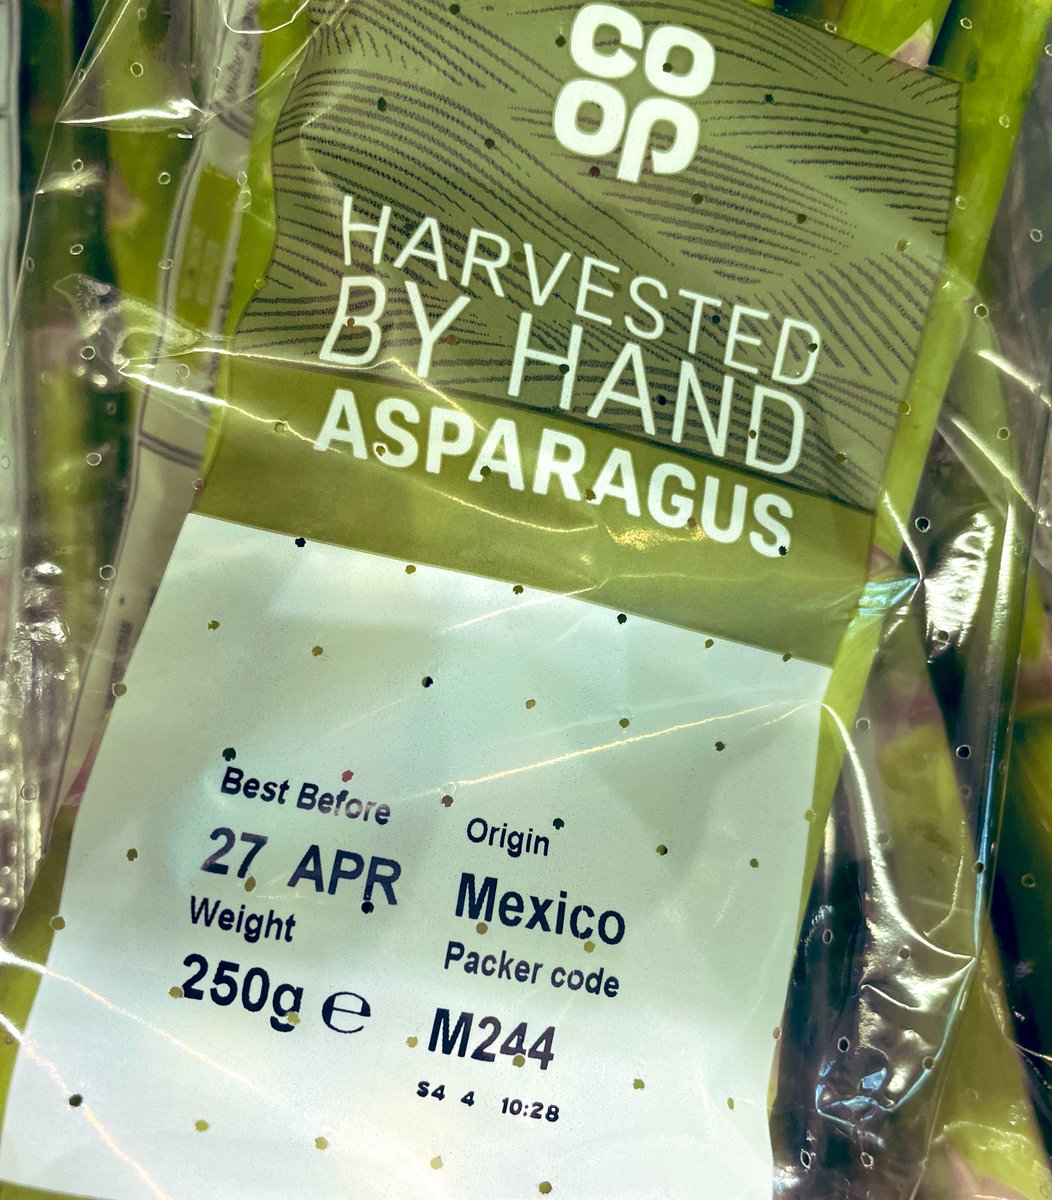 CO
OP
HARVESTED
BY HAND
ASPARAGUS
Best Before
27 APR
Weight
250g ℮
Origin
Mexico
Packer code
M244
S4 4 10:28